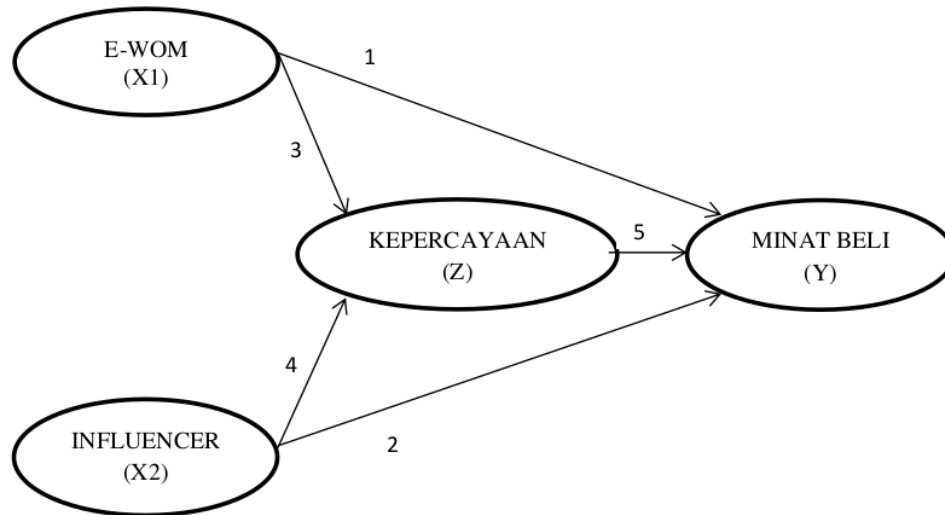 E-WOM
(X1)
1
3
KEPERCAYAAN
(Z)
5
MINAT BELI
(Y)
4
INFLUENCER
(X2)
2